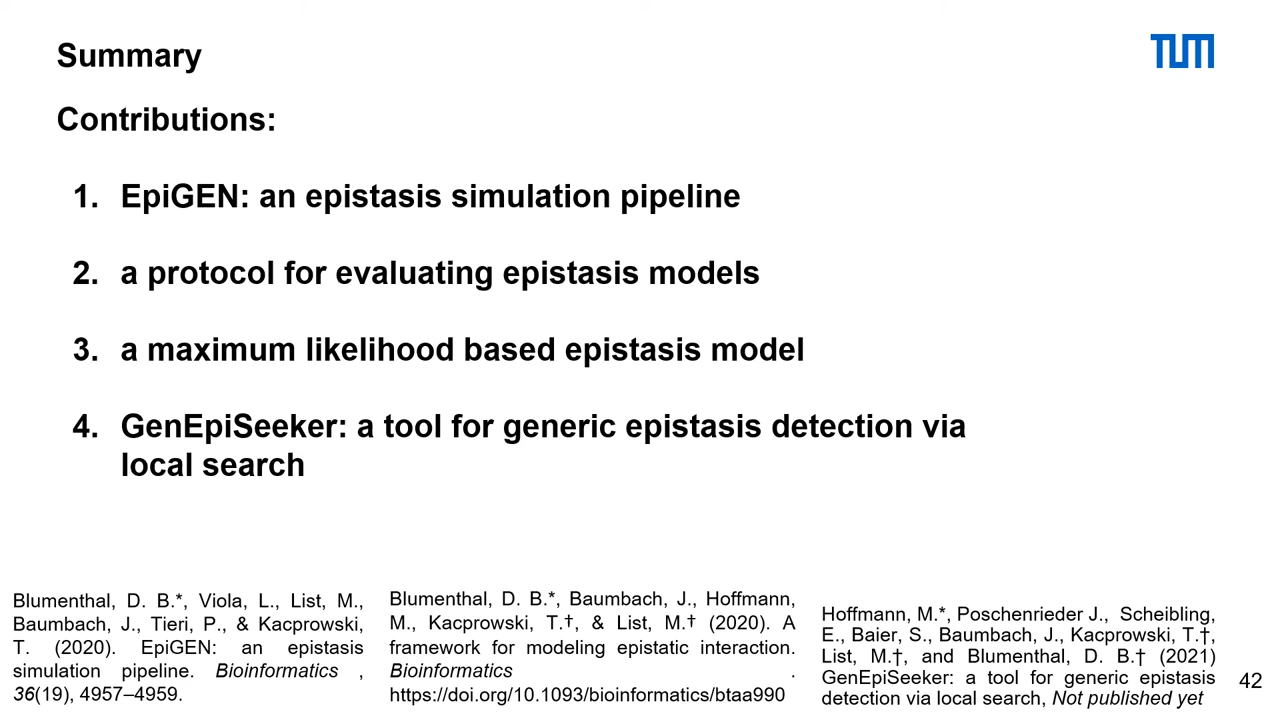 Summary
TUM
Contributions:
1. EpiGEN: an epistasis simulation pipeline
2. a protocol for evaluating epistasis models
3. a maximum likelihood based epistasis model
4. GenEpiSeeker: a tool for generic epistasis detection via
local search
Blumenthal, D. B.*, Viola, L., List, M.,
Baumbach, J., Tieri, P., & Kacprowski,
T. (2020). EpiGEN: an epistasis
simulation pipeline. Bioinformatics ,
36(19), 4957–4959.
Blumenthal, D. B.*, Baumbach, J., Hoffmann,
M., Kacprowski, T.†, & List, M.† (2020). A
framework for modeling epistatic interaction.
Bioinformatics .
https://doi.org/10.1093/bioinformatics/btaa990
Hoffmann, M.*, Poschenrieder J., Scheibling,
E., Baier, S., Baumbach, J., Kacprowski, T.†,
List, M.†, and Blumenthal, D. B.† (2021)
GenEpiSeeker: a tool for generic epistasis
detection via local search, Not published yet
42